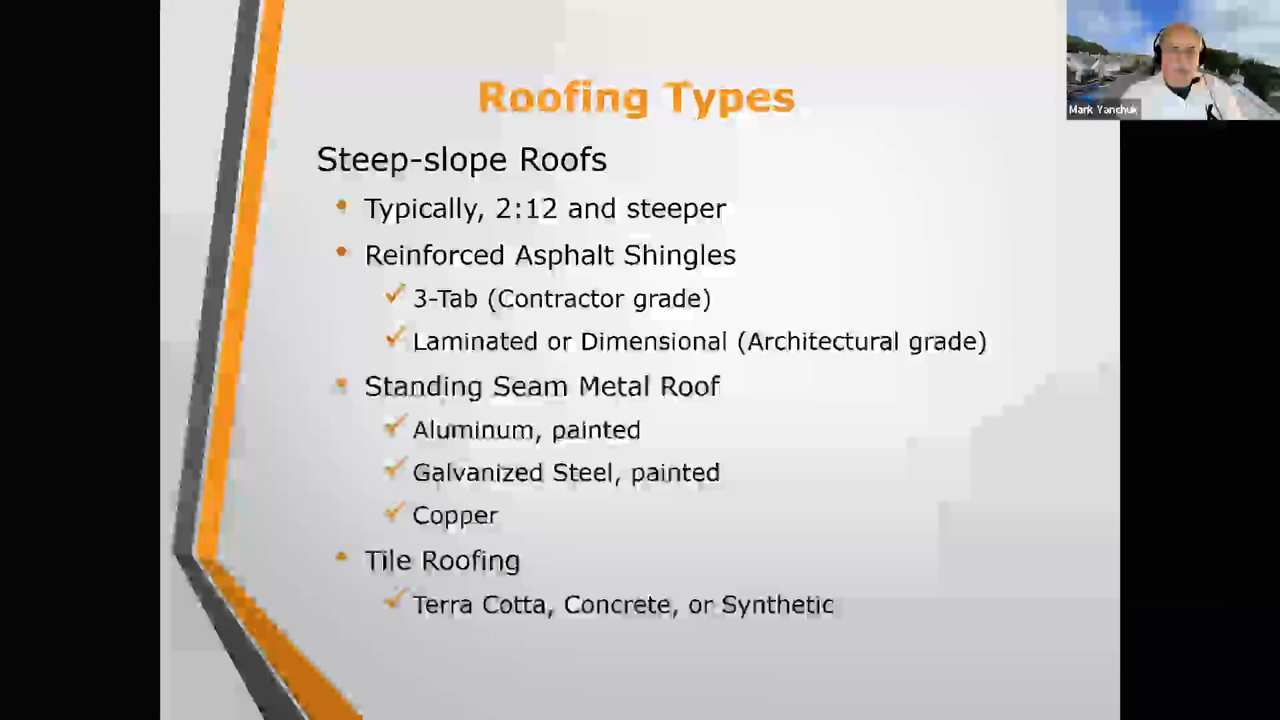 Roofing Types
Mark Yanchuk
Steep-slope Roofs
Typically, 2:12 and steeper
Reinforced Asphalt Shingles
3-Tab (Contractor grade)
Laminated or Dimensional (Architectural grade)
Standing Seam Metal Roof
Aluminum, painted
Galvanized Steel, painted
Copper
Tile Roofing
Terra Cotta, Concrete, or Synthetic